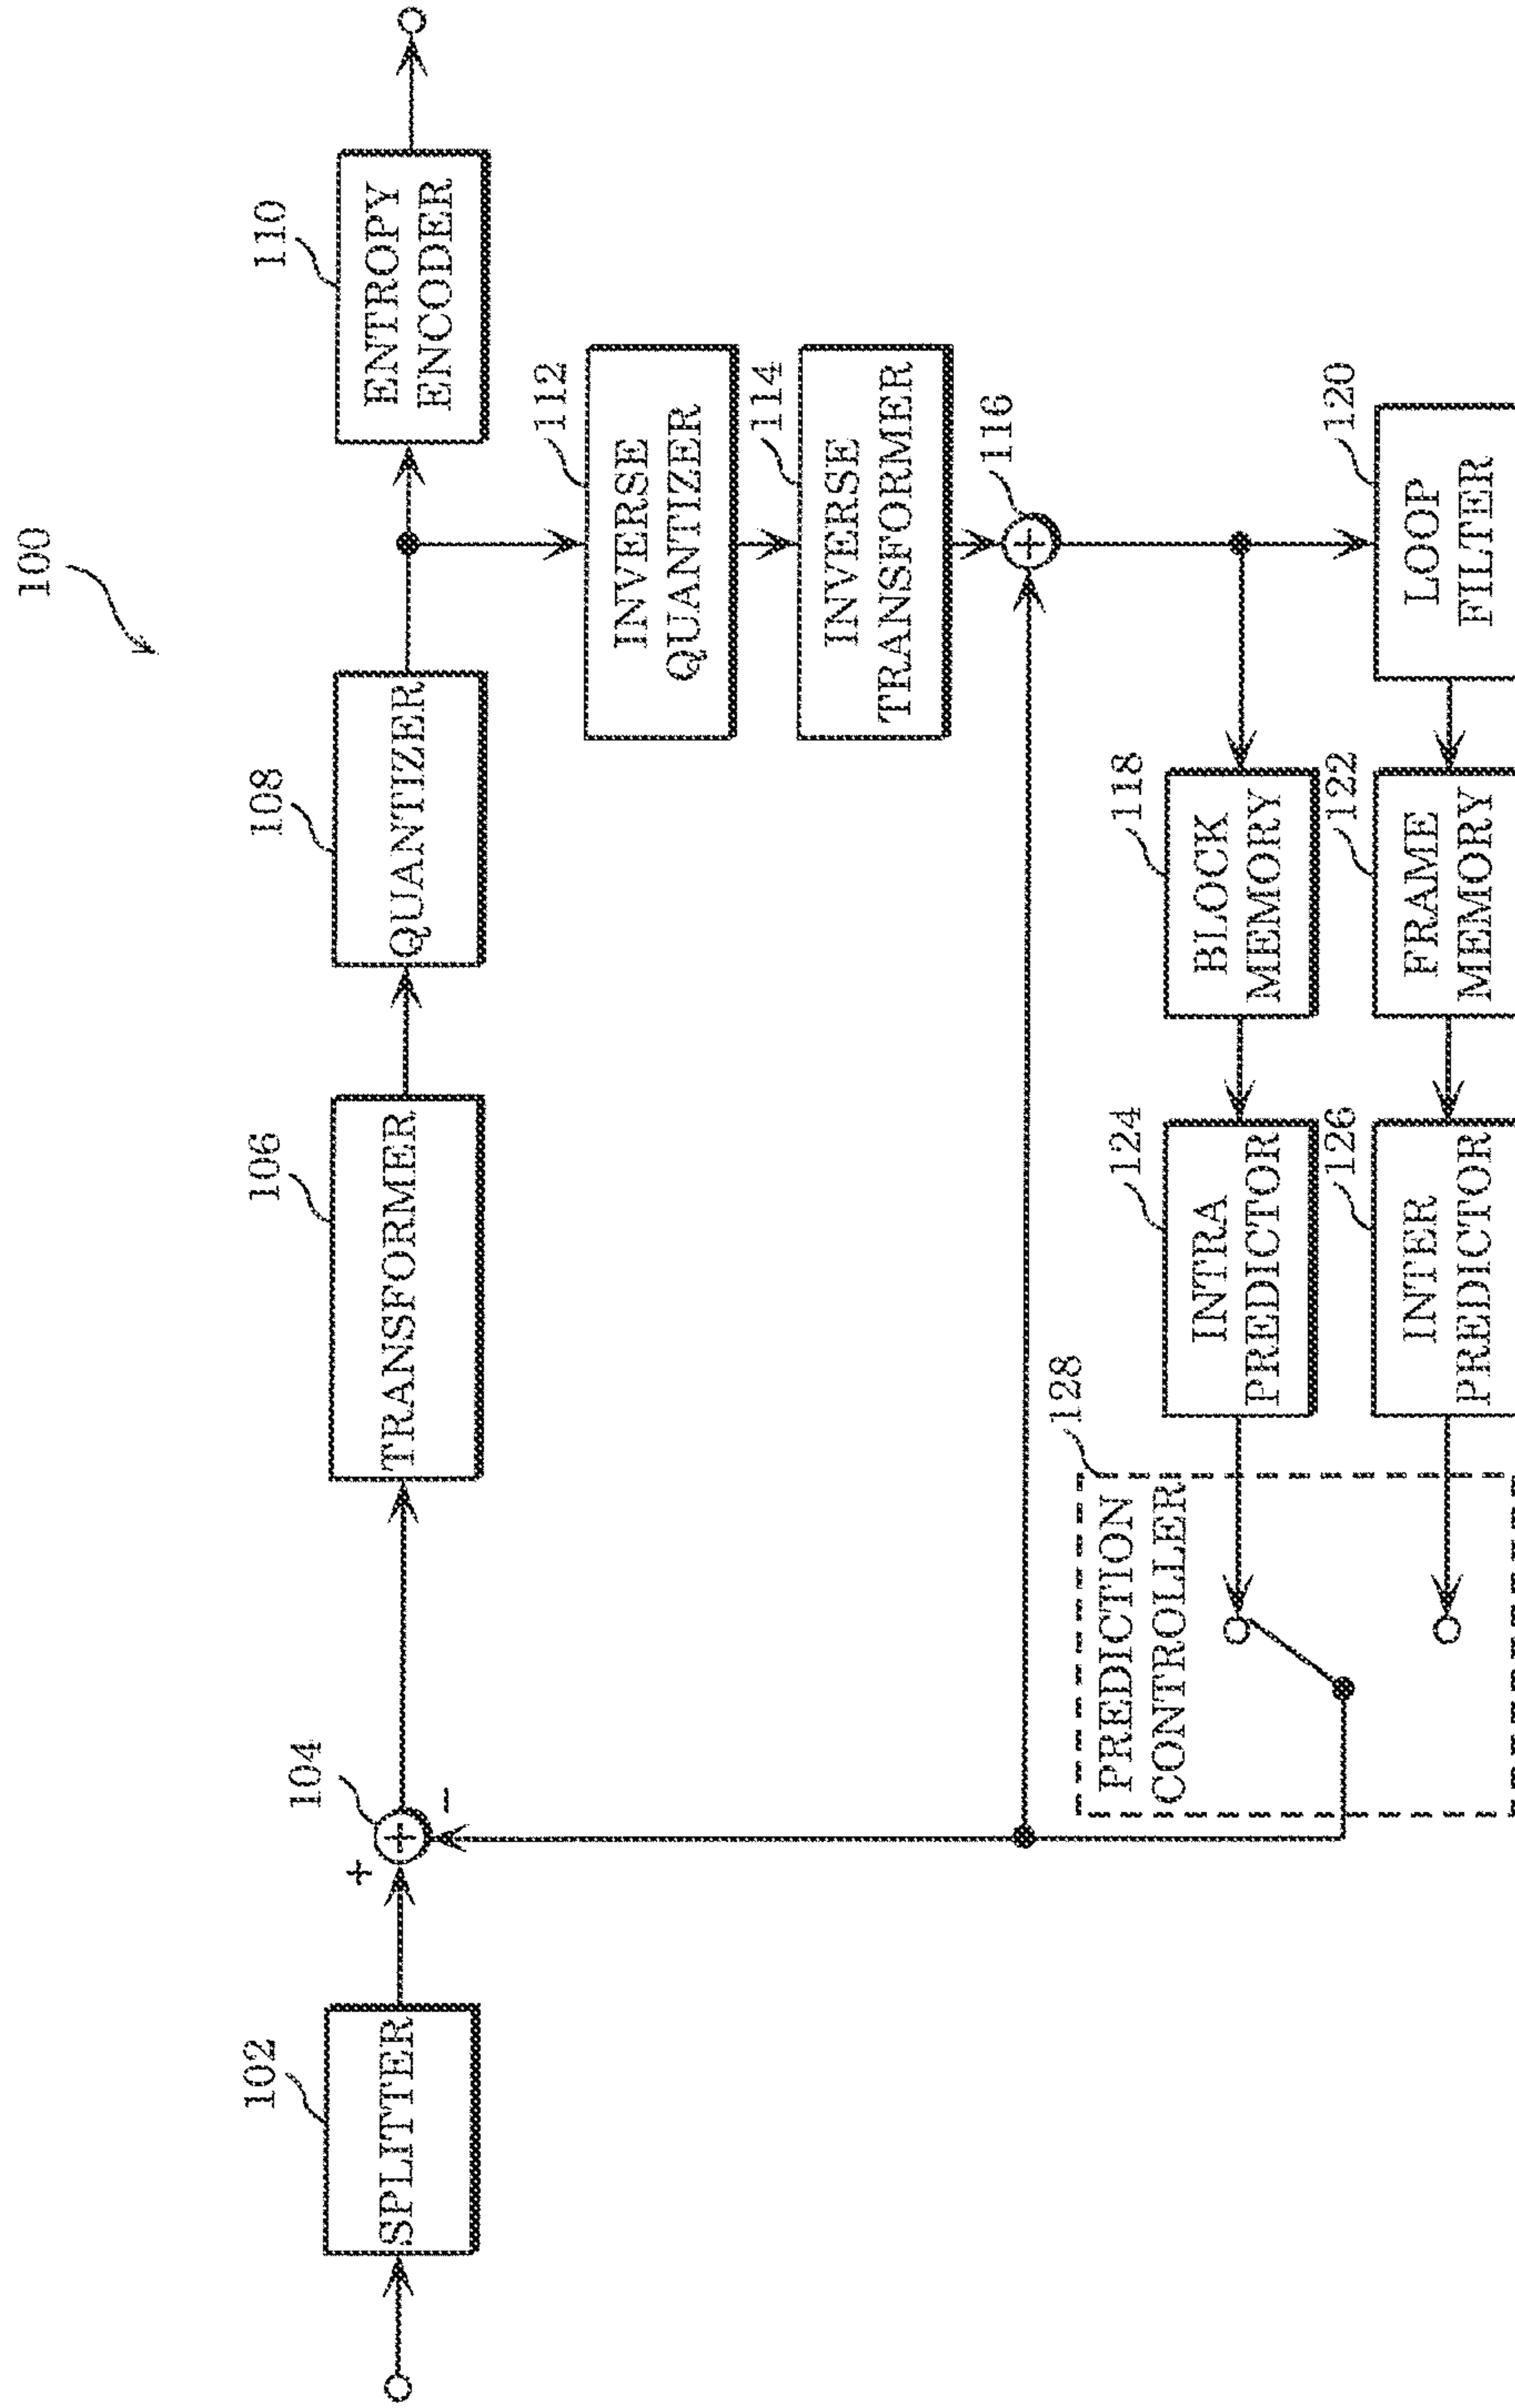 100
102
SPLITTER
+
104
−
106
TRANSFORMER
108
QUANTIZER
110
ENTROPY
ENCODER
112
INVERSE
QUANTIZER
114
INVERSE
TRANSFORMER
116
128
PREDICTION
CONTROLLER
124
INTRA
PREDICTOR
118
BLOCK
MEMORY
126
INTER
PREDICTOR
122
FRAME
MEMORY
120
LOOP
FILTER